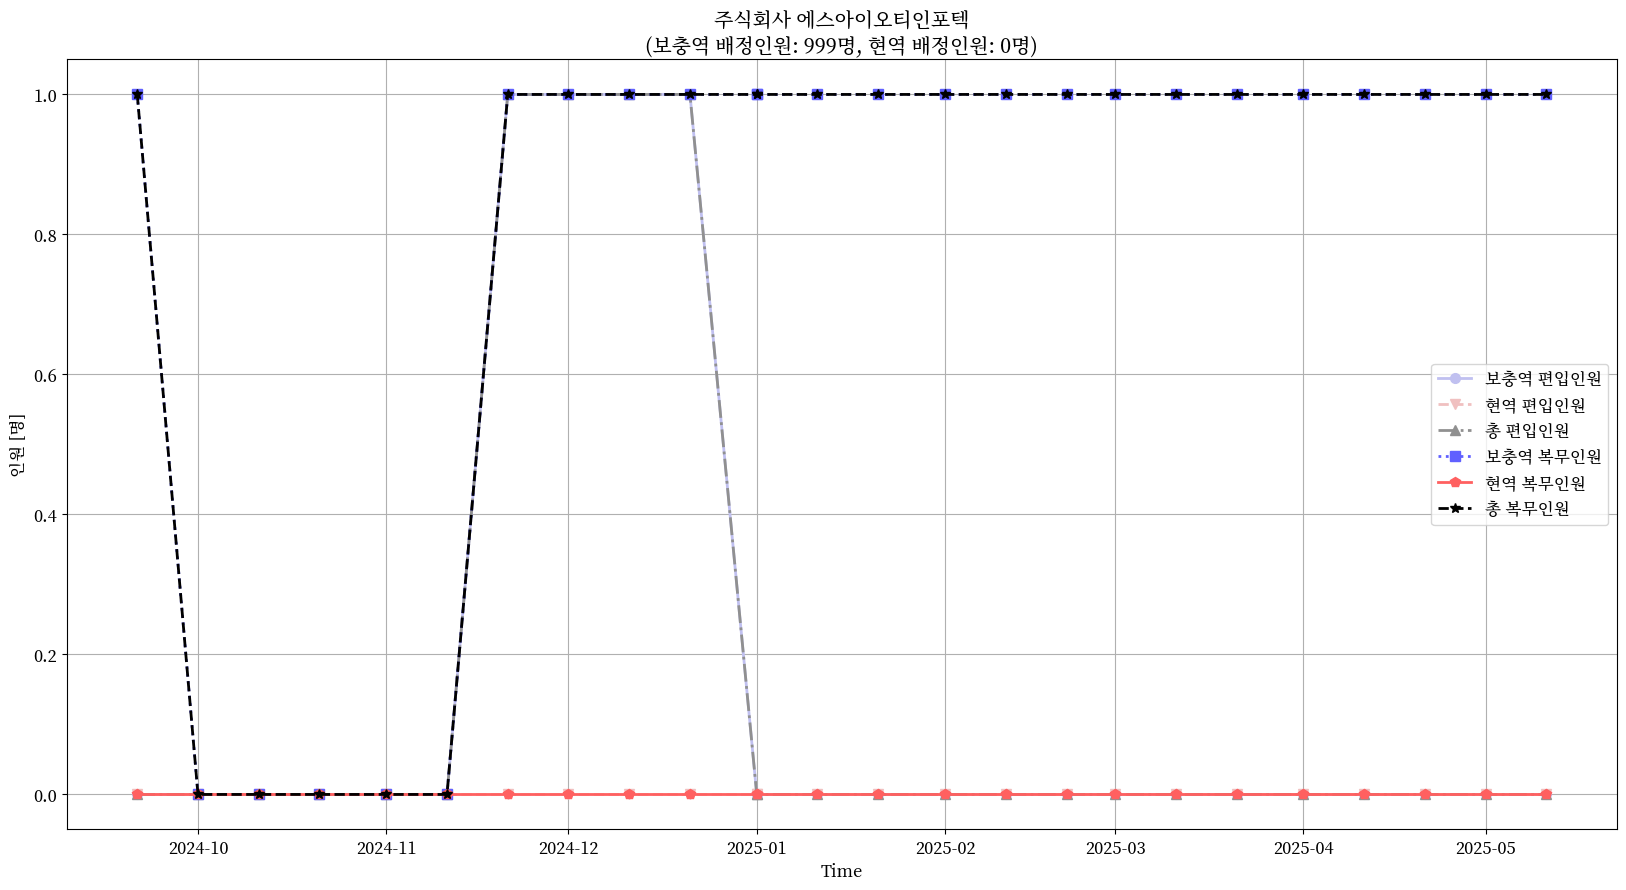 주식회사 에스아이오티인포텍
(보충역 배정인원: 999명, 현역 배정인원: 0명)
1.0
0.8
0.6
0.4
0.2
0.0
인원 [명]
보충역 편입인원
현역 편입인원
총 편입인원
보충역 복무인원
현역 복무인원
총 복무인원
2024-10
2024-11
2024-12
2025-01
2025-02
2025-03
2025-04
2025-05
Time